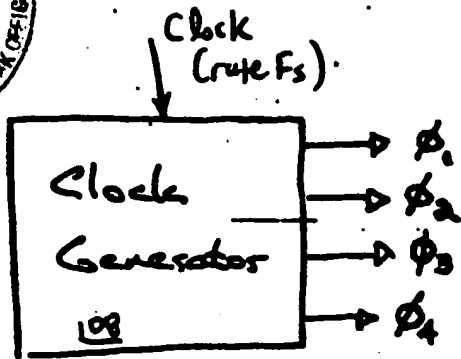 Clock
(rate Fs)
Clock
Generator
108
ϕ1
ϕ2
ϕ3
ϕ4